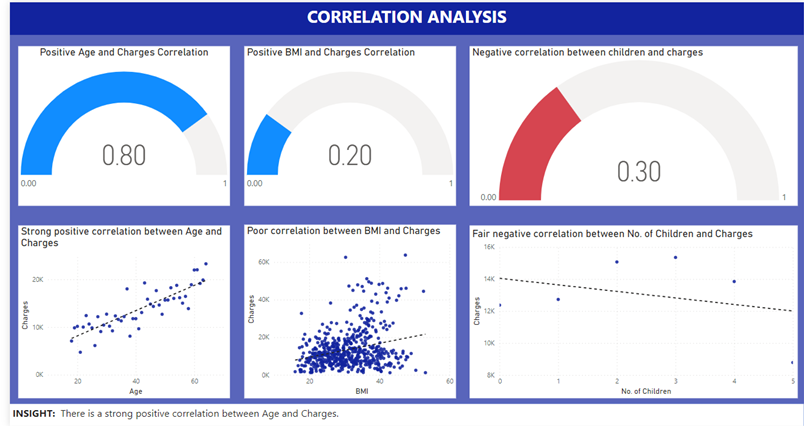 CORRELATION ANALYSIS
Positive Age and Charges Correlation
0.80
0.00
1
Positive BMI and Charges Correlation
0.20
0.00
1
Negative correlation between children and charges
0.30
0.00
1
Strong positive correlation between Age and
Charges
20K
10K
0K
Charges
20
40
60
Age
Poor correlation between BMI and Charges
60K
40K
20K
0K
Charges
20
40
60
BMI
Fair negative correlation between No. of Children and Charges
16K
14K
12K
10K
8K
Charges
0
1
2
3
4
5
No. of Children
INSIGHT: There is a strong positive correlation between Age and Charges.